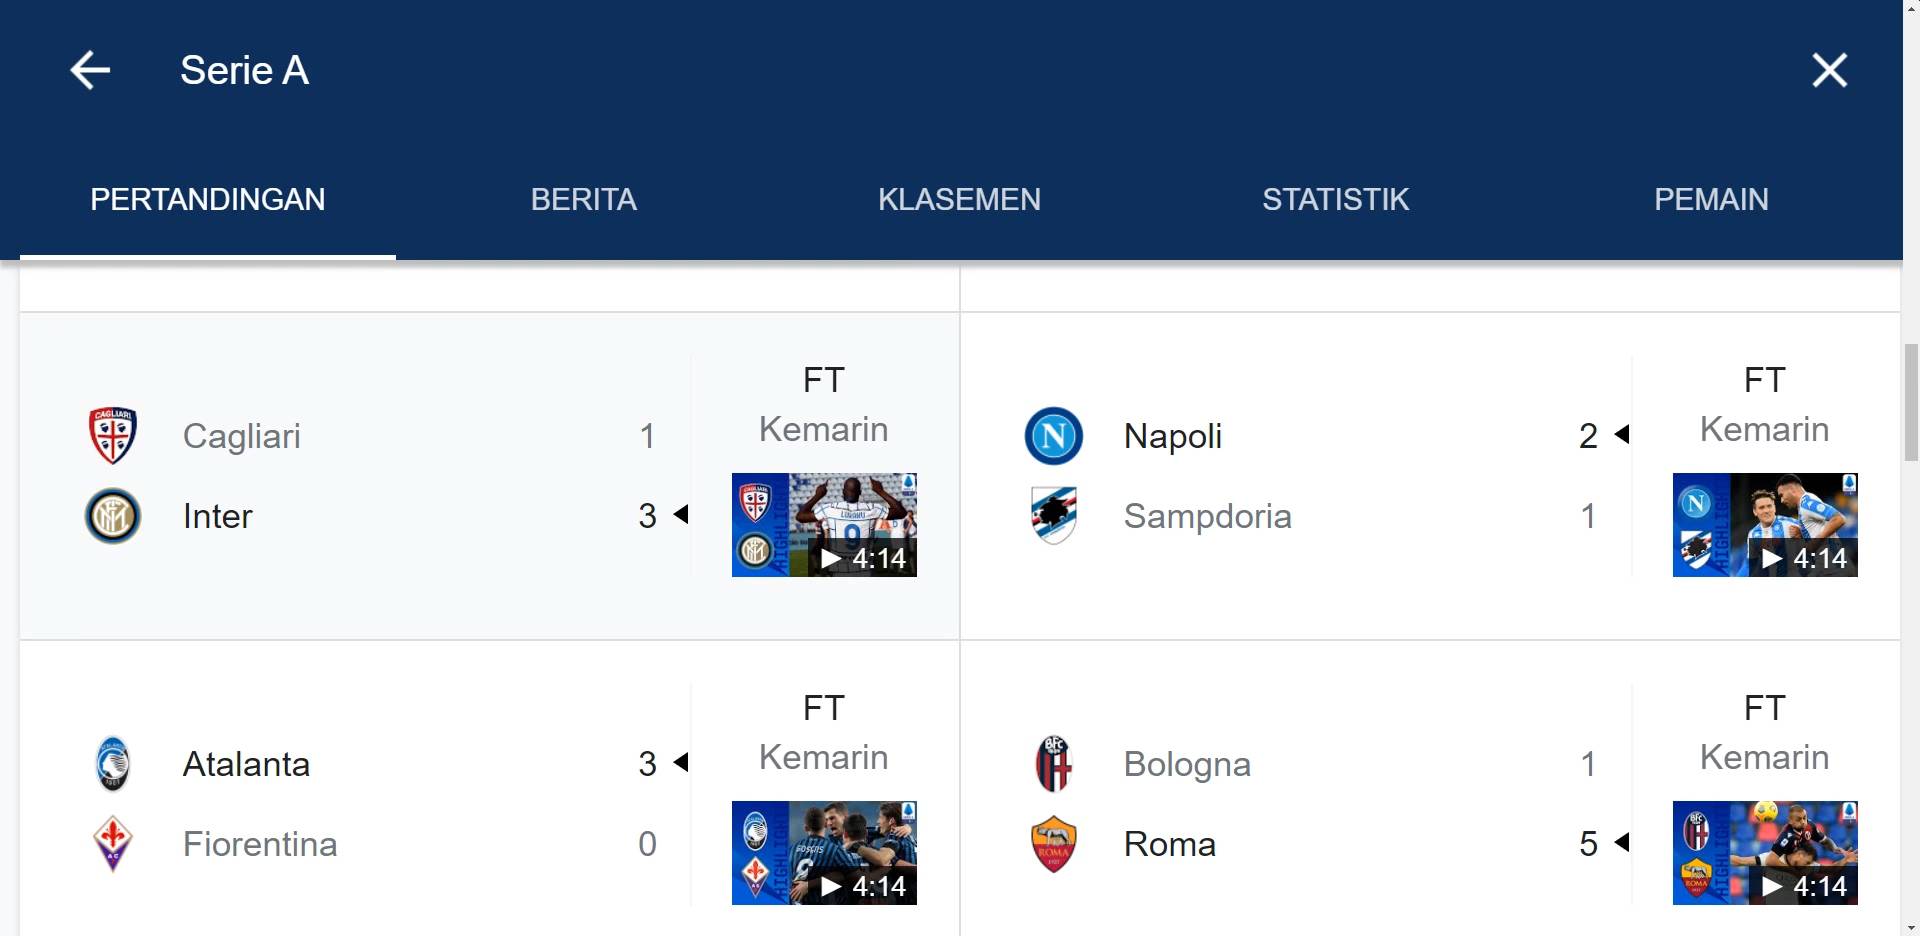 Serie A
PERTANDINGAN BERITA KLASEMEN STATISTIK PEMAIN
FT
Kemarin
Cagliari 1
Inter 3
4:14
FT
Kemarin
Napoli 2
Sampdoria 1
4:14
FT
Kemarin
Atalanta 3
Fiorentina 0
4:14
FT
Kemarin
Bologna 1
Roma 5
4:14